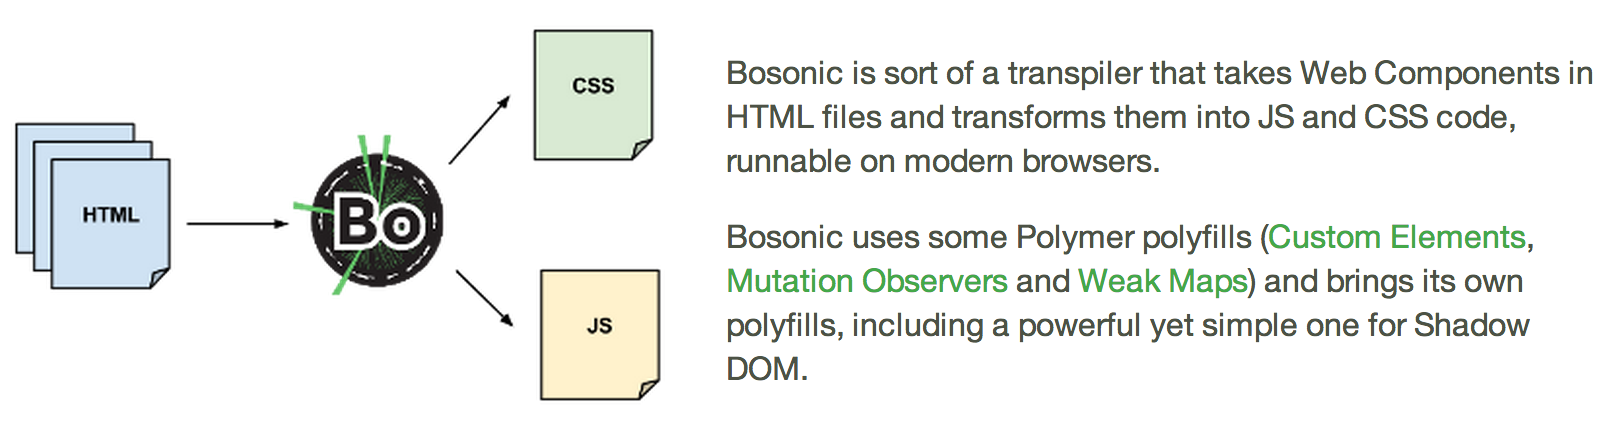 CSS
HTML
Bo
JS
Bosonic is sort of a transpiler that takes Web Components in
HTML files and transforms them into JS and CSS code,
runnable on modern browsers.
Bosonic uses some Polymer polyfills (Custom Elements,
Mutation Observers and Weak Maps) and brings its own
polyfills, including a powerful yet simple one for Shadow
DOM.